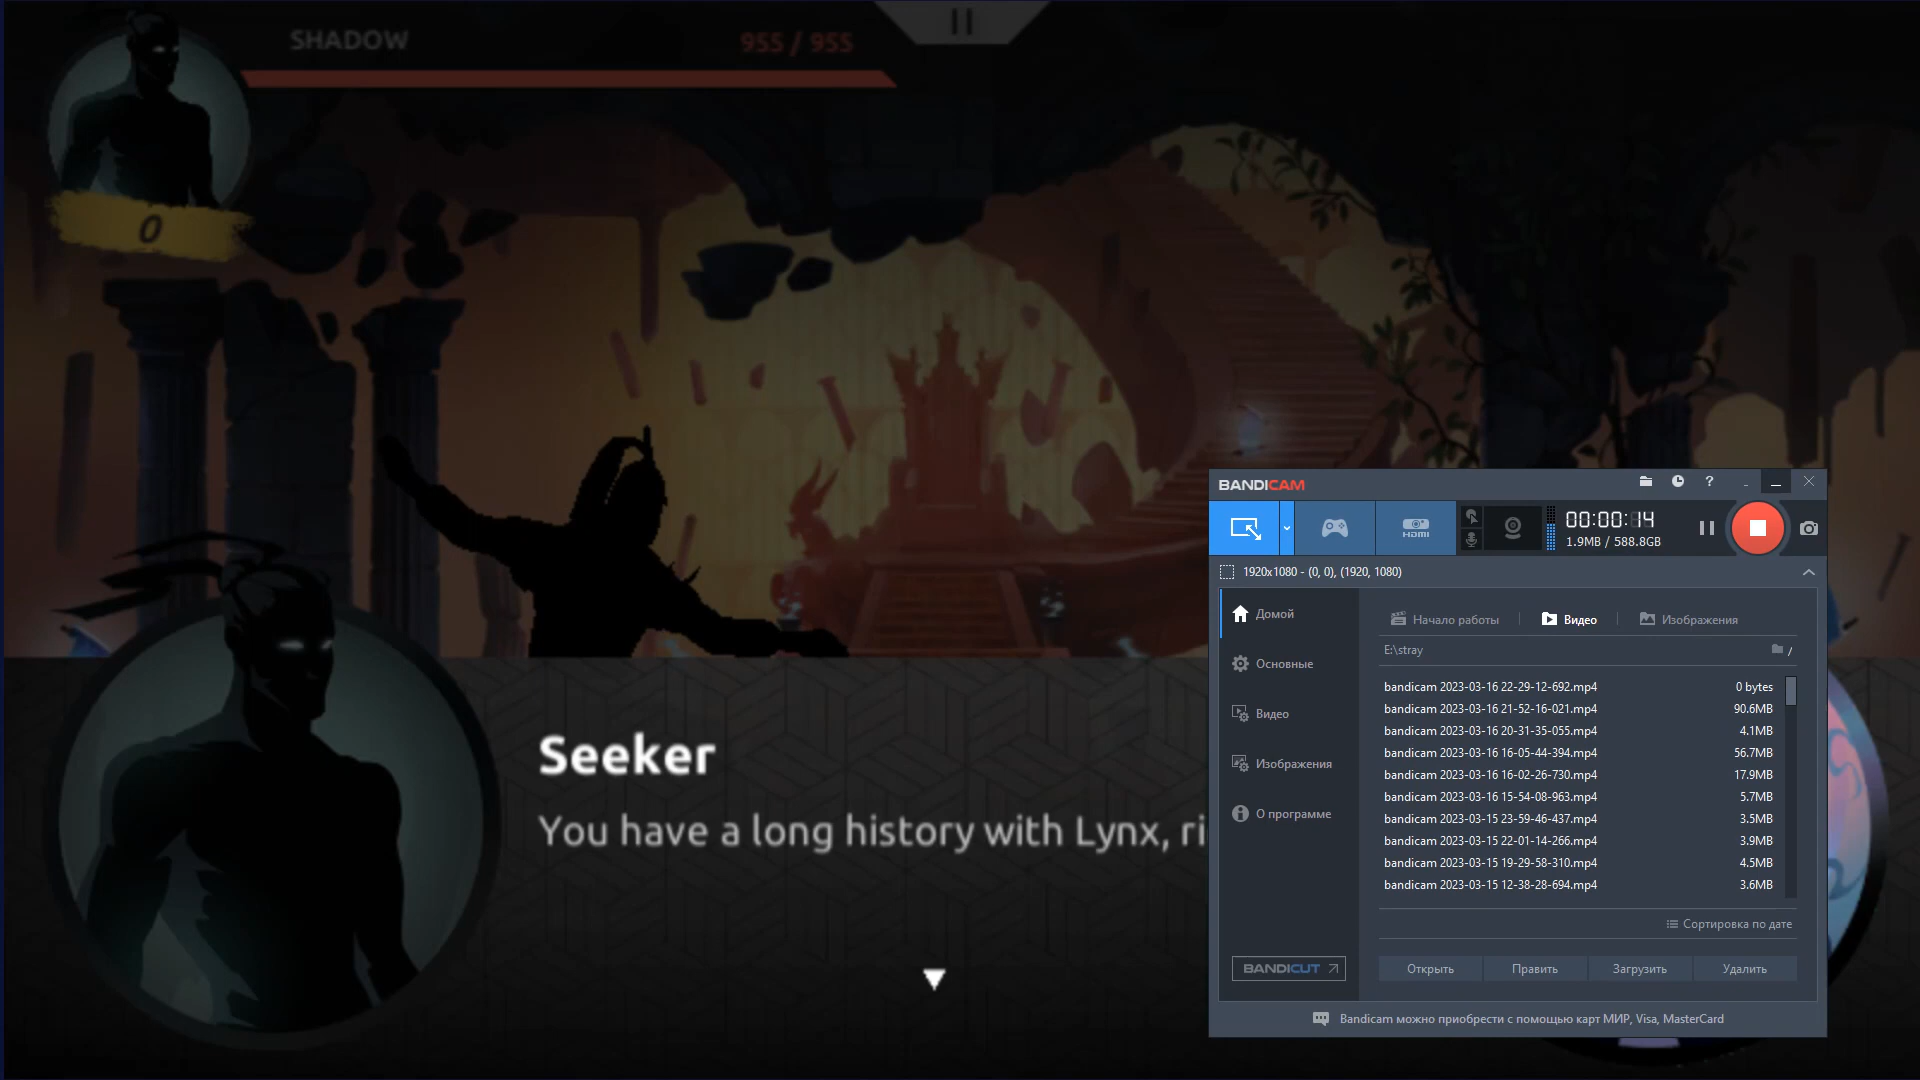 SHADOW
955 / 955
0
Seeker
You have a long history with Lynx, ri
BANDICAM
HDMI
00:00:14
1.9MB / 588.8GB
1920x1080 - (0, 0), (1920, 1080)
Домой
Основные
Видео
Изображения
О программе
BANDICUT
Начало работы
Видео
Изображения
E:\stray
/
bandicam 2023-03-16 22-29-12-692.mp4 0 bytes
bandicam 2023-03-16 21-52-16-021.mp4 90.6MB
bandicam 2023-03-16 20-31-35-055.mp4 4.1MB
bandicam 2023-03-16 16-05-44-394.mp4 56.7MB
bandicam 2023-03-16 16-02-26-730.mp4 17.9MB
bandicam 2023-03-16 15-54-08-963.mp4 5.7MB
bandicam 2023-03-15 23-59-46-437.mp4 3.5MB
bandicam 2023-03-15 22-01-14-266.mp4 3.9MB
bandicam 2023-03-15 19-29-58-310.mp4 4.5MB
bandicam 2023-03-15 12-38-28-694.mp4 3.6MB
Сортировка по дате
Открыть
Править
Загрузить
Удалить
Bandicam можно приобрести с помощью карт МИР, Visa, MasterCard